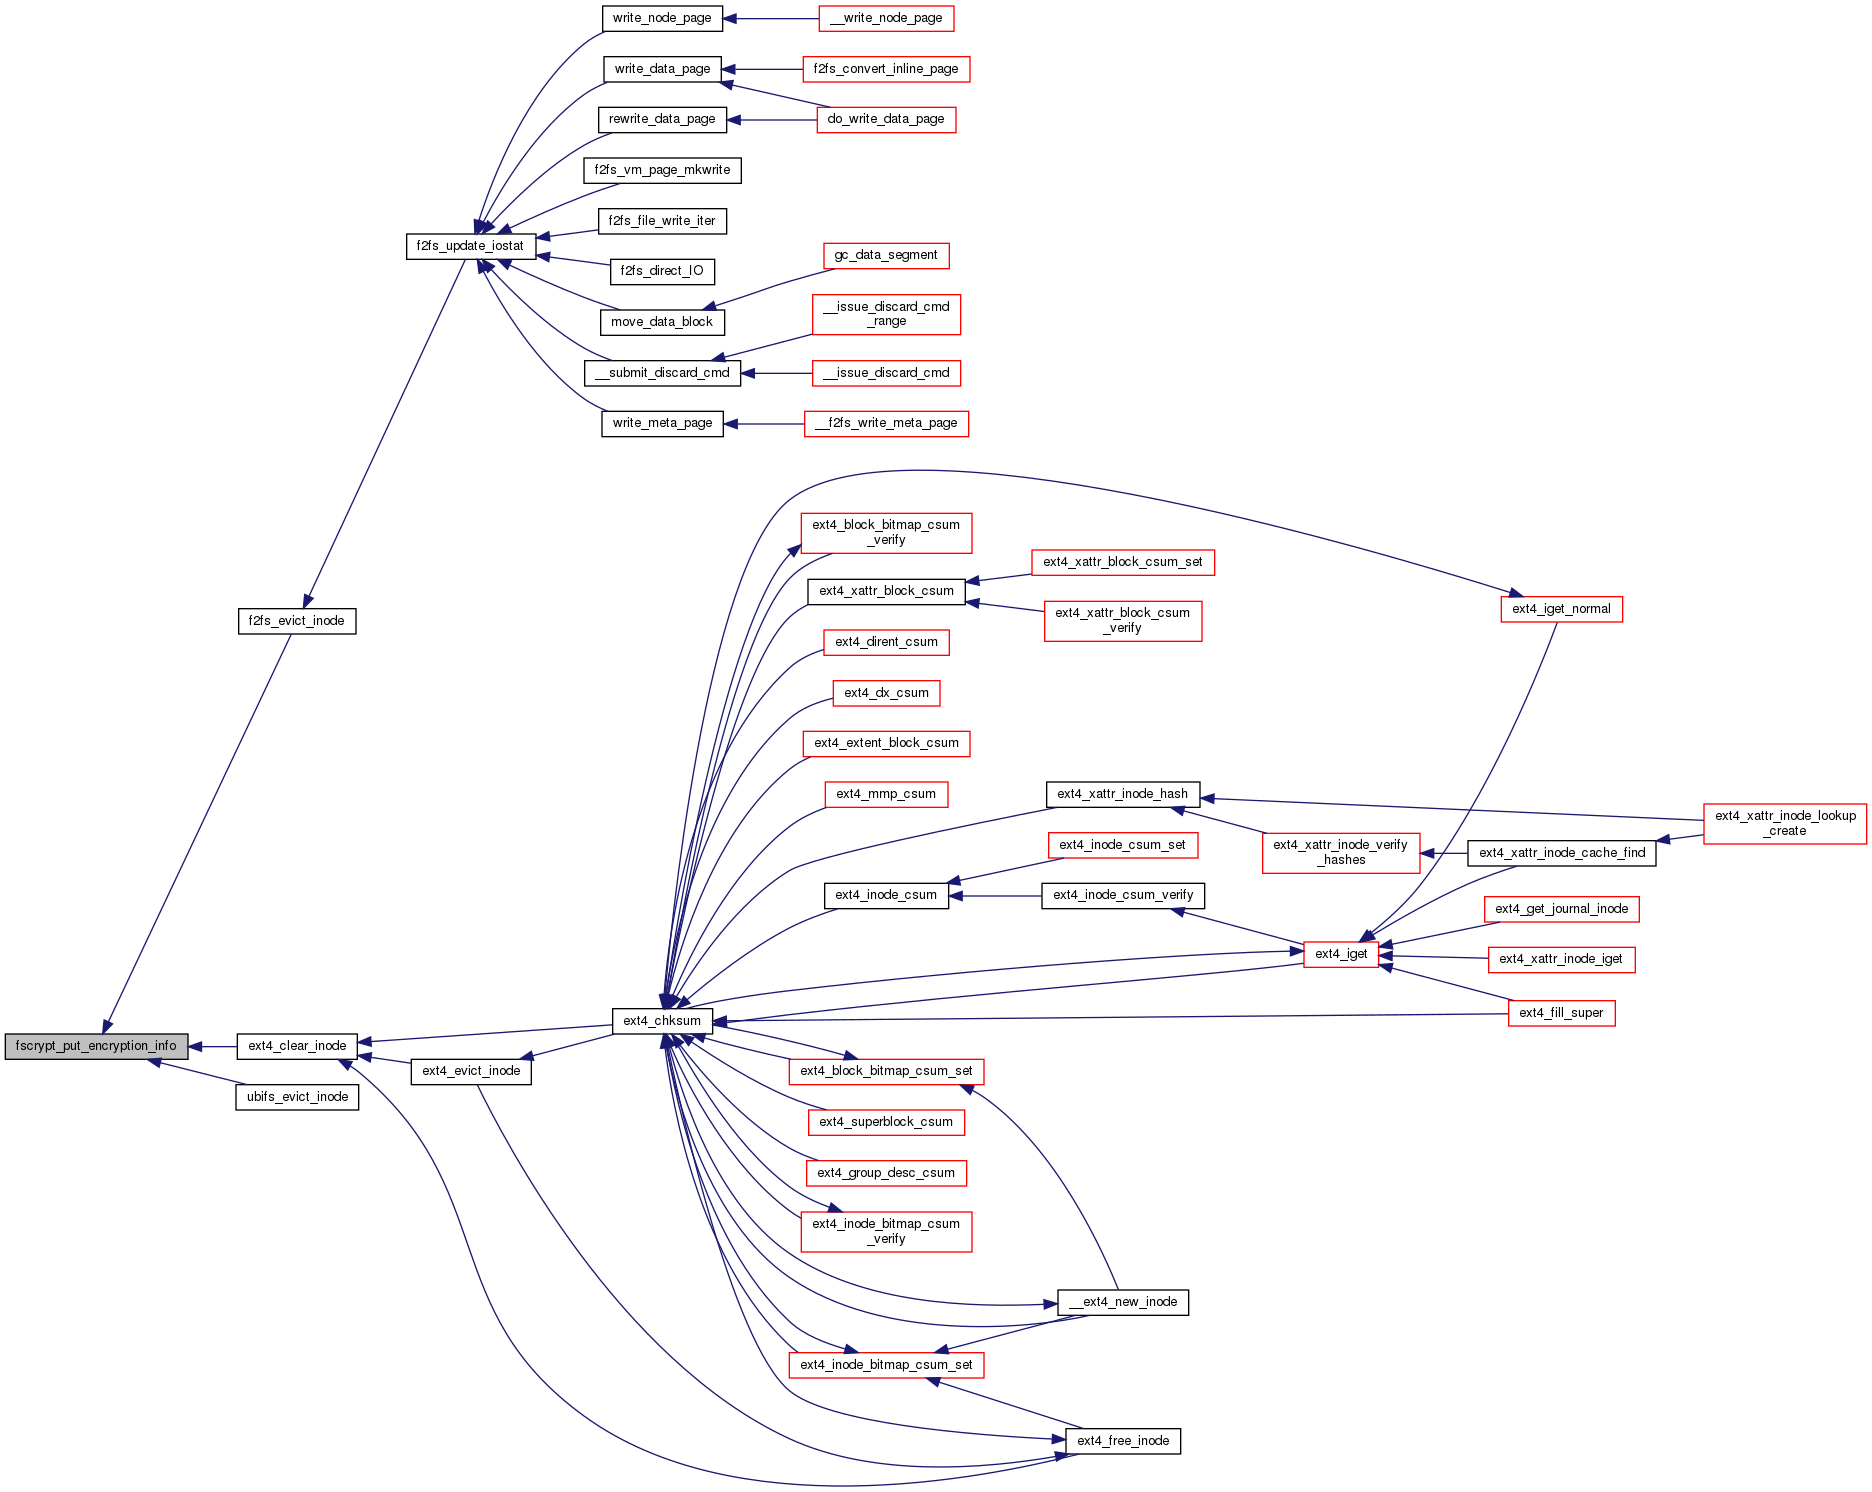 write_node_page
__write_node_page
write_data_page
f2fs_convert_inline_page
rewrite_data_page
do_write_data_page
f2fs_vm_page_mkwrite
f2fs_file_write_iter
f2fs_update_iostat
gc_data_segment
f2fs_direct_IO
__issue_discard_cmd
_range
move_data_block
__submit_discard_cmd
__issue_discard_cmd
write_meta_page
__f2fs_write_meta_page
ext4_block_bitmap_csum
_verify
ext4_xattr_block_csum_set
ext4_xattr_block_csum
ext4_xattr_block_csum
_verify
ext4_iget_normal
f2fs_evict_inode
ext4_dirent_csum
ext4_dx_csum
ext4_extent_block_csum
ext4_mmp_csum
ext4_xattr_inode_hash
ext4_xattr_inode_lookup
_create
ext4_inode_csum_set
ext4_xattr_inode_verify
_hashes
ext4_xattr_inode_cache_find
ext4_inode_csum
ext4_inode_csum_verify
ext4_get_journal_inode
ext4_iget
ext4_xattr_inode_iget
ext4_chksum
ext4_fill_super
fscrypt_put_encryption_info
ext4_clear_inode
ext4_evict_inode
ext4_block_bitmap_csum_set
ubifs_evict_inode
ext4_superblock_csum
ext4_group_desc_csum
ext4_inode_bitmap_csum
_verify
__ext4_new_inode
ext4_inode_bitmap_csum_set
ext4_free_inode